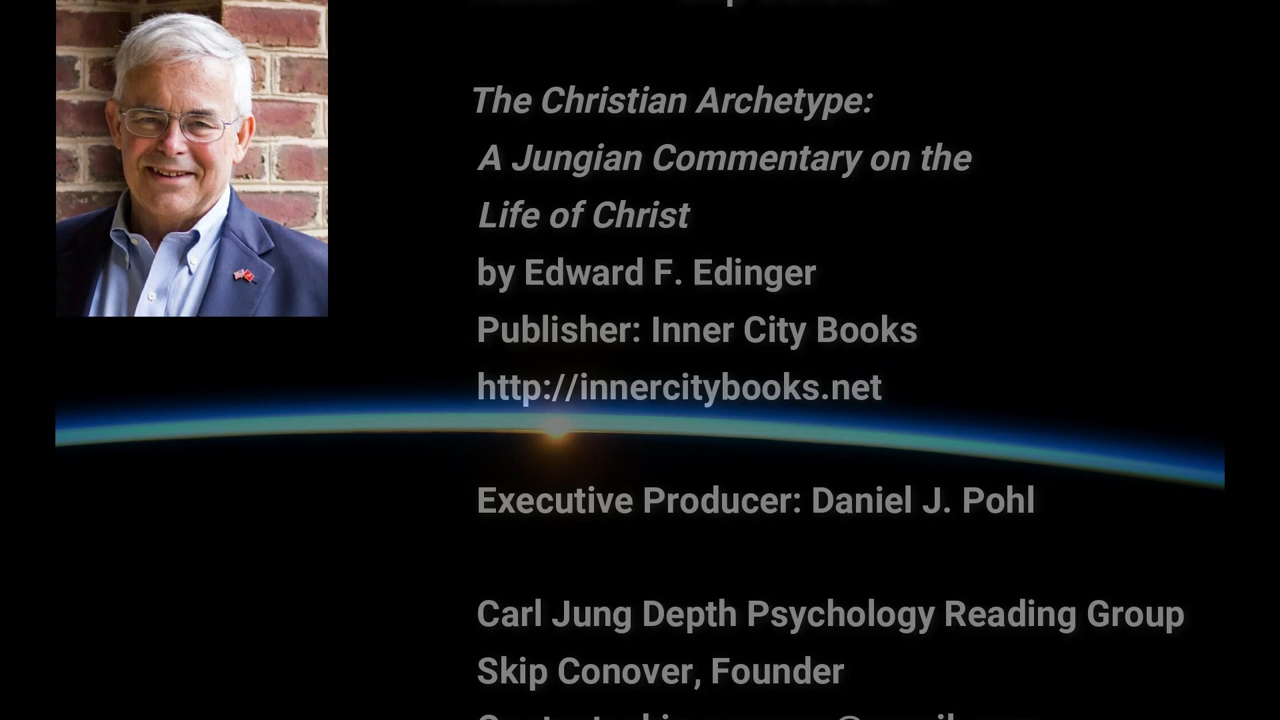 The Christian Archetype:
A Jungian Commentary on the
Life of Christ
by Edward F. Edinger
Publisher: Inner City Books
http://innercitybooks.net
Executive Producer: Daniel J. Pohl
Carl Jung Depth Psychology Reading Group
Skip Conover, Founder